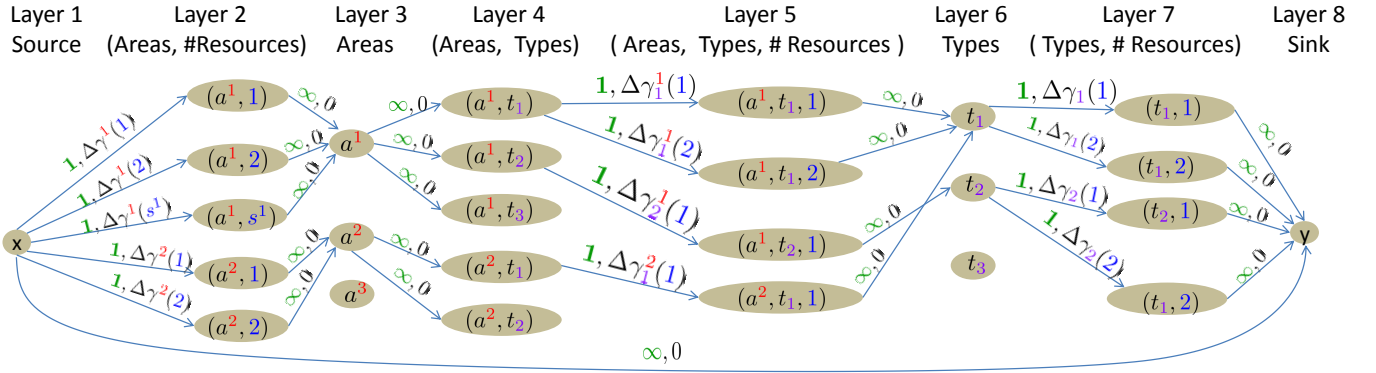 Layer 1 Layer 2 Layer 3 Layer 4 Layer 5 Layer 6 Layer 7 Layer 8
Source (Areas, #Resources) Areas (Areas, Types) ( Areas, Types, # Resources ) Types ( Types, # Resources) Sink
x
1, Δγ¹(1)
1, Δγ¹(2)
1, Δγ¹(s¹)
1, Δγ²(1)
1, Δγ²(2)
(a¹, 1)
(a¹, 2)
(a¹, s¹)
(a², 1)
(a², 2)
∞, 0
∞, 0
∞, 0
∞, 0
∞, 0
a¹
a²
a³
∞, 0
∞, 0
∞, 0
∞, 0
∞, 0
(a¹, t₁)
(a¹, t₂)
(a¹, t₃)
(a², t₁)
(a², t₂)
1, Δγ₁¹(1)
1, Δγ₁¹(2)
1, Δγ₂¹(1)
1, Δγ₁²(1)
(a¹, t₁, 1)
(a¹, t₁, 2)
(a¹, t₂, 1)
(a², t₁, 1)
∞, 0
∞, 0
∞, 0
∞, 0
t₁
t₂
t₃
1, Δγ₁(1)
1, Δγ₁(2)
1, Δγ₂(1)
1, Δγ₂(2)
(t₁, 1)
(t₁, 2)
(t₂, 1)
(t₁, 2)
∞, 0
∞, 0
∞, 0
∞, 0
y
∞, 0